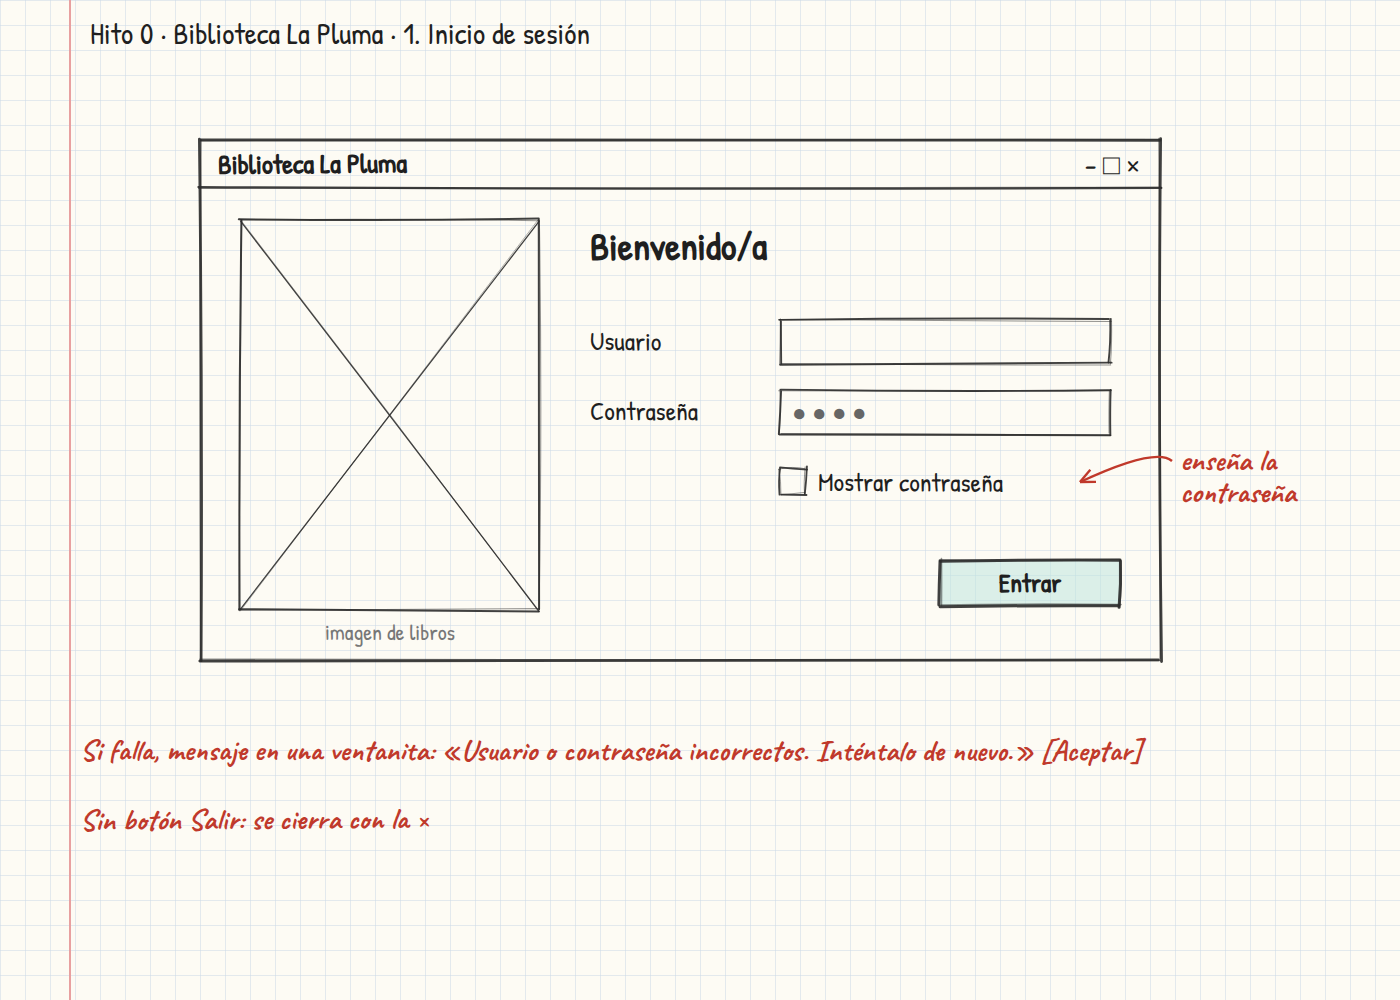 Hito 0 · Biblioteca La Pluma · 1. Inicio de sesión
Biblioteca La Pluma
– □ ×
Bienvenido/a
Usuario
Contraseña
●●●●
Mostrar contraseña
enseña la
contraseña
Entrar
imagen de libros
Si falla, mensaje en una ventanita: «Usuario o contraseña incorrectos. Inténtalo de nuevo.» [Aceptar]
Sin botón Salir: se cierra con la ×